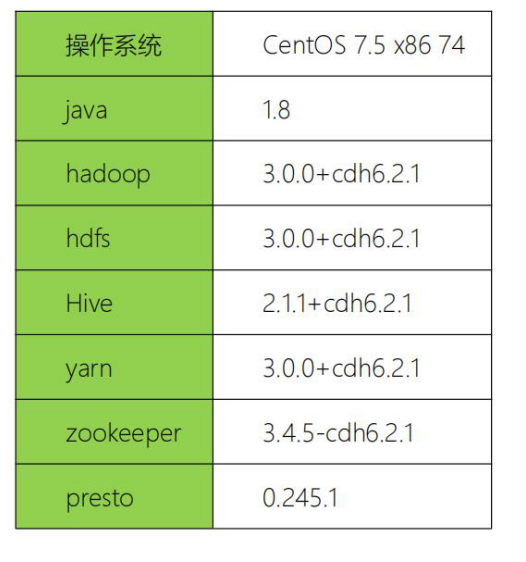 操作系统 CentOS 7.5 x86 74
java 1.8
hadoop 3.0.0+cdh6.2.1
hdfs 3.0.0+cdh6.2.1
Hive 2.1.1+cdh6.2.1
yarn 3.0.0+cdh6.2.1
zookeeper 3.4.5-cdh6.2.1
presto 0.245.1